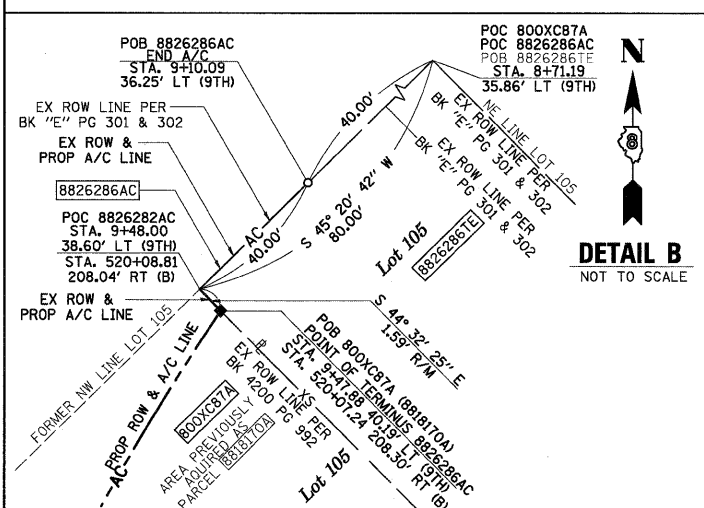 POB 8826286AC
END A/C
STA. 9+10.09
36.25' LT (9TH)
POC 800XC87A
POC 8826286AC
POB 8826286TE
STA. 8+71.19
35.86' LT (9TH)
N
8
DETAIL B
NOT TO SCALE
EX ROW LINE PER
BK "E" PG 301 & 302
EX ROW &
PROP A/C LINE
8826286AC
POC 8826282AC
STA. 9+48.00
38.60' LT (9TH)
STA. 520+08.81
208.04' RT (B)
EX ROW &
PROP A/C LINE
40.00'
AC
40.00'
S 45° 20' 42" W
80.00'
NE LINE LOT 105
EX ROW LINE PER
BK "E" PG 301 & 302
EX ROW LINE PER
BK "E" PG 301 & 302
Lot 105
8826286TE
S 44° 32' 25" E
1.59' R/M
FORMER NW LINE LOT 105
PROP ROW & A/C LINE
AC
PL
EX ROW LINE PER
BK 4200 PG 992
XS
800XC87A
AREA PREVIOUSLY
AQUIRED AS
PARCEL 8818170A
POB 800XC87A (8818170A)
POINT OF TERMINUS 8826286AC
STA. 9+47.88 40.19' LT (9TH)
STA. 520+07.24 208.30' RT (B)
Lot 105